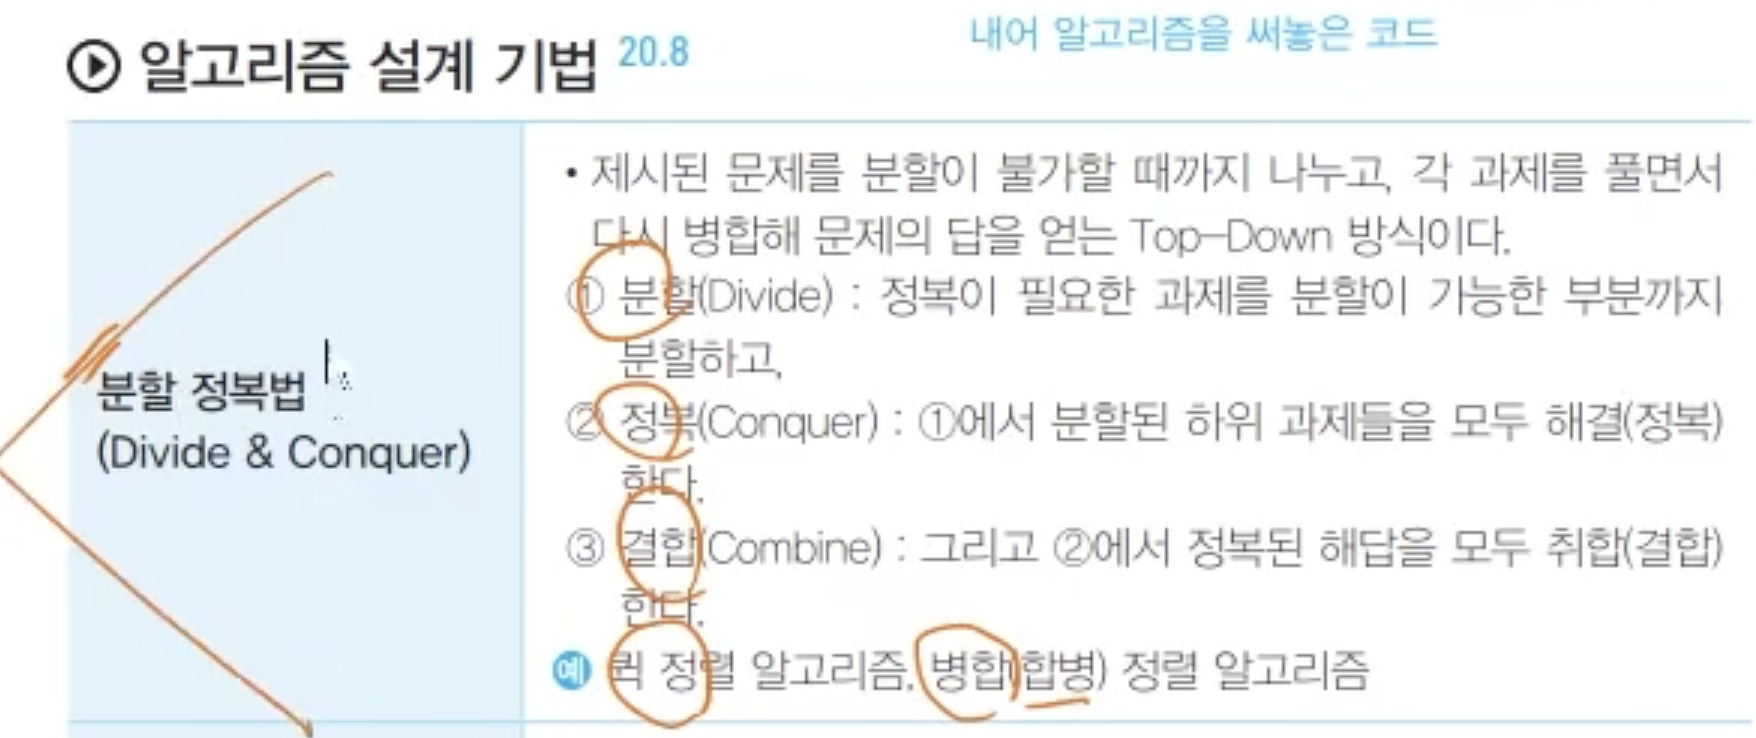 내어 알고리즘을 써놓은 코드
알고리즘 설계 기법 20.8
분할 정복법
(Divide & Conquer)
• 제시된 문제를 분할이 불가할 때까지 나누고, 각 과제를 풀면서
다시 병합해 문제의 답을 얻는 Top-Down 방식이다.
① 분할(Divide) : 정복이 필요한 과제를 분할이 가능한 부분까지
분할하고,
② 정복(Conquer) : ①에서 분할된 하위 과제들을 모두 해결(정복)
한다.
③ 결합(Combine) : 그리고 ②에서 정복된 해답을 모두 취합(결합)
한다.
예 퀵 정렬 알고리즘, 병합(합병) 정렬 알고리즘